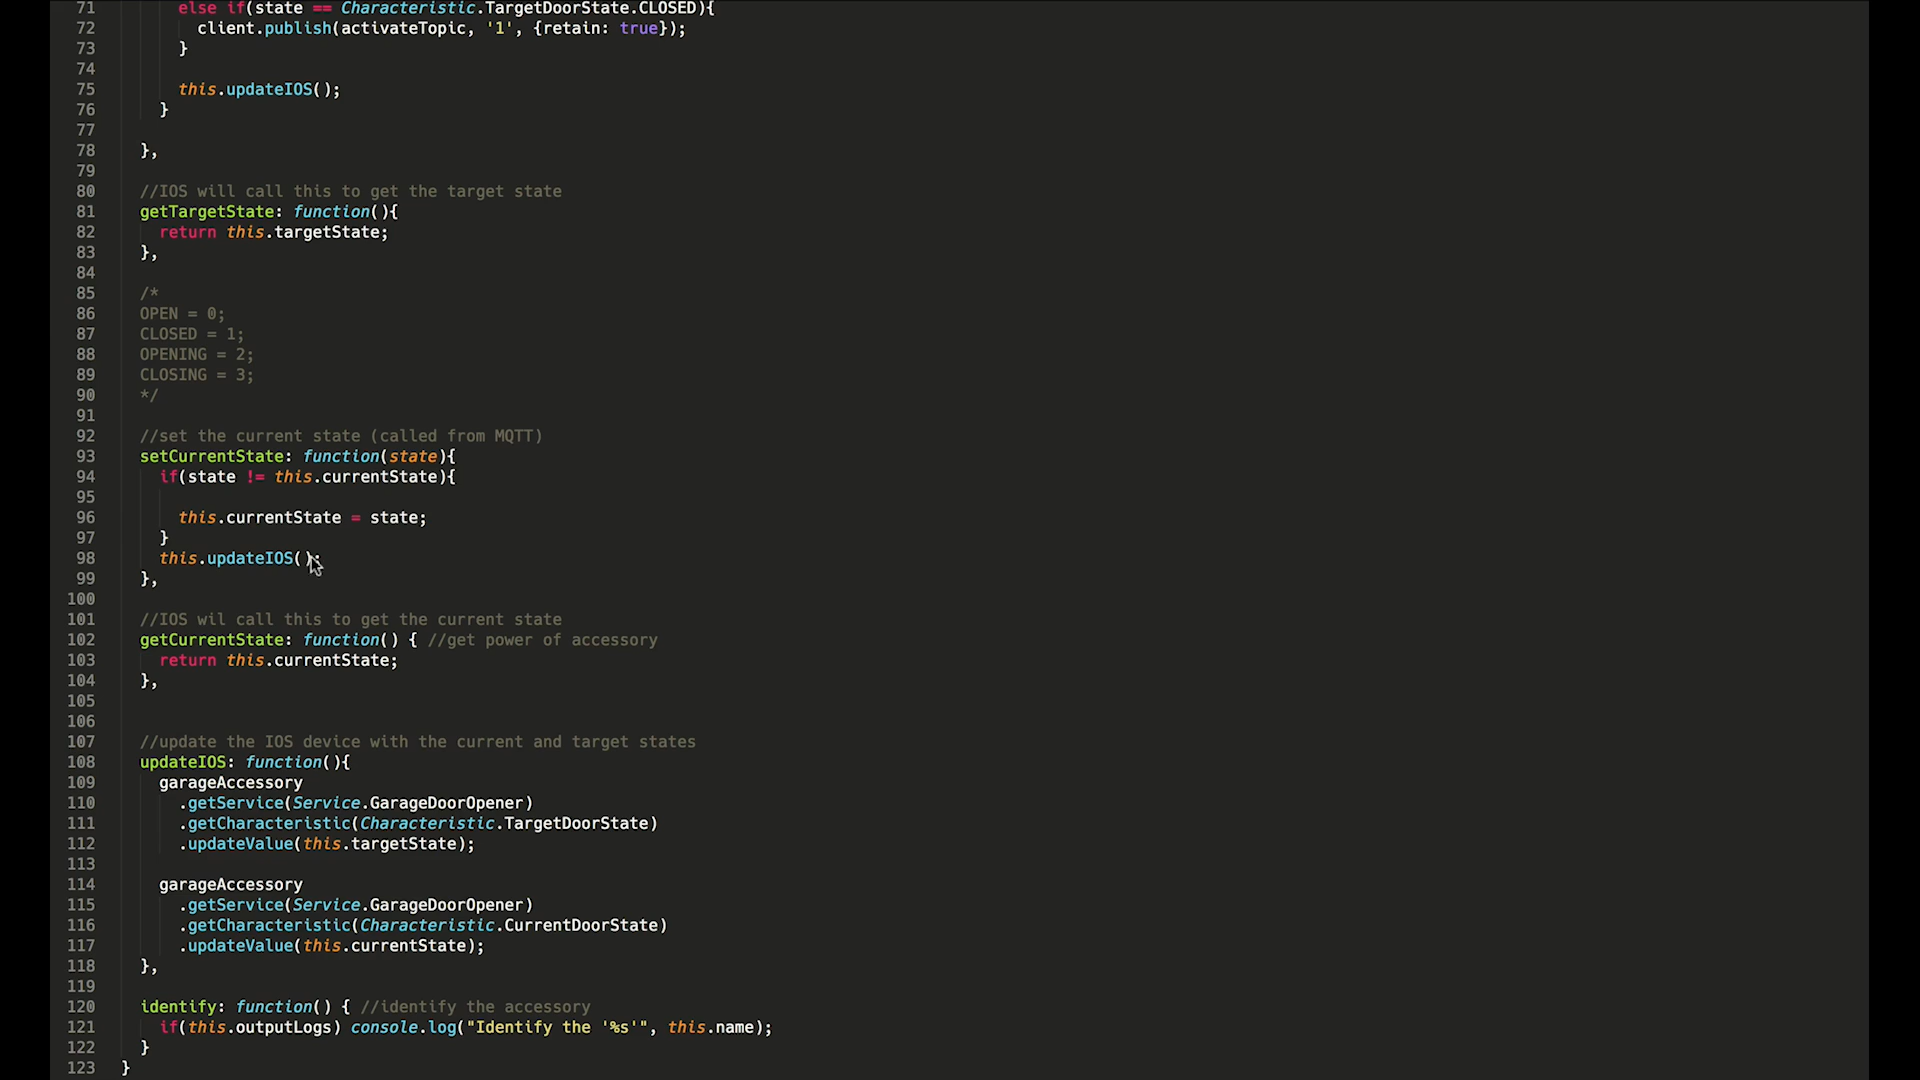 71 else if(state == Characteristic.TargetDoorState.CLOSED){
72 client.publish(activateTopic, '1', {retain: true});
73 }
74
75 this.updateIOS();
76 }
77
78 },
79
80 //IOS will call this to get the target state
81 getTargetState: function(){
82 return this.targetState;
83 },
84
85 /*
86 OPEN = 0;
87 CLOSED = 1;
88 OPENING = 2;
89 CLOSING = 3;
90 */
91
92 //set the current state (called from MQTT)
93 setCurrentState: function(state){
94 if(state != this.currentState){
95
96 this.currentState = state;
97 }
98 this.updateIOS();
99 },
100
101 //IOS wil call this to get the current state
102 getCurrentState: function() { //get power of accessory
103 return this.currentState;
104 },
105
106
107 //update the IOS device with the current and target states
108 updateIOS: function(){
109 garageAccessory
110 .getService(Service.GarageDoorOpener)
111 .getCharacteristic(Characteristic.TargetDoorState)
112 .updateValue(this.targetState);
113
114 garageAccessory
115 .getService(Service.GarageDoorOpener)
116 .getCharacteristic(Characteristic.CurrentDoorState)
117 .updateValue(this.currentState);
118 },
119
120 identify: function() { //identify the accessory
121 if(this.outputLogs) console.log("Identify the '%s'", this.name);
122 }
123 }